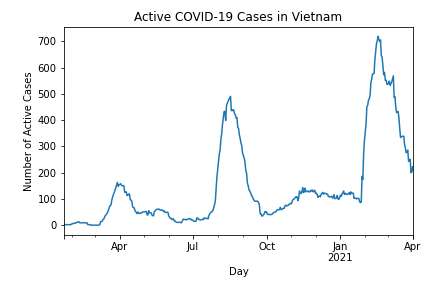 Active COVID-19 Cases in Vietnam
700
600
500
400
300
200
100
0
Number of Active Cases
Apr
Jul
Oct
Jan
2021
Apr
Day